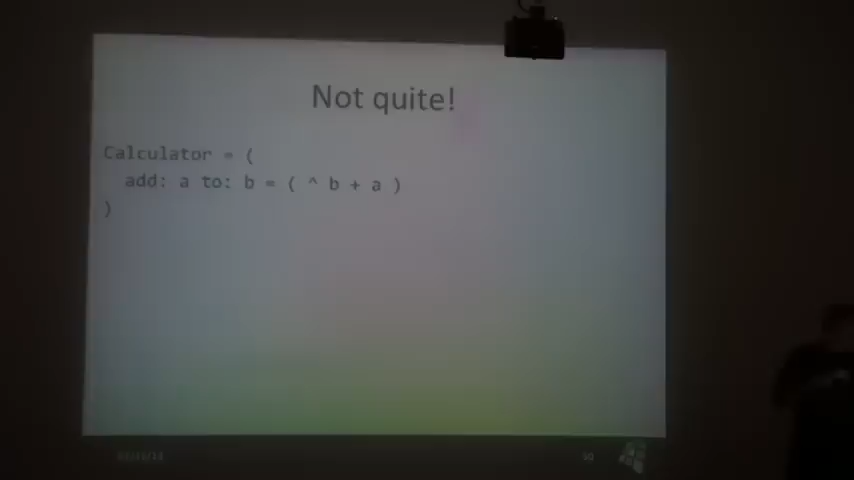 Not quite!
Calculator = (
add: a to: b = ( ^ b + a )
)